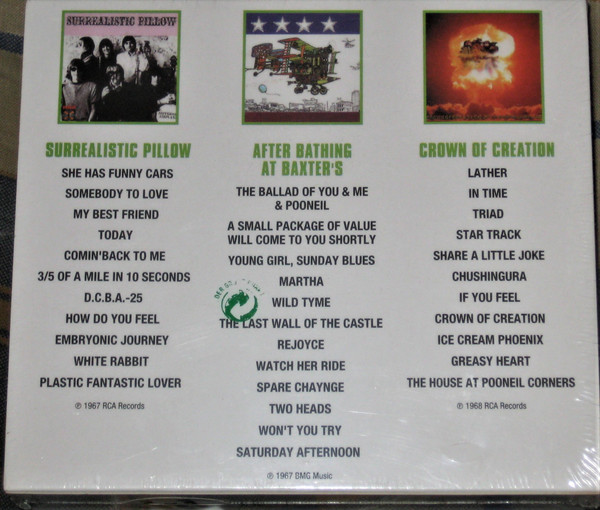 SURREALISTIC PILLOW
SURREALISTIC PILLOW
SHE HAS FUNNY CARS
SOMEBODY TO LOVE
MY BEST FRIEND
TODAY
COMIN'BACK TO ME
3/5 OF A MILE IN 10 SECONDS
D.C.B.A.-25
HOW DO YOU FEEL
EMBRYONIC JOURNEY
WHITE RABBIT
PLASTIC FANTASTIC LOVER
℗ 1967 RCA Records
AFTER BATHING
AT BAXTER'S
THE BALLAD OF YOU & ME
& POONEIL
A SMALL PACKAGE OF VALUE
WILL COME TO YOU SHORTLY
YOUNG GIRL, SUNDAY BLUES
MARTHA
WILD TYME
THE LAST WALL OF THE CASTLE
REJOYCE
WATCH HER RIDE
SPARE CHAYNGE
TWO HEADS
WON'T YOU TRY
SATURDAY AFTERNOON
℗ 1967 BMG Music
CROWN OF CREATION
LATHER
IN TIME
TRIAD
STAR TRACK
SHARE A LITTLE JOKE
CHUSHINGURA
IF YOU FEEL
CROWN OF CREATION
ICE CREAM PHOENIX
GREASY HEART
THE HOUSE AT POONEIL CORNERS
℗ 1968 RCA Records